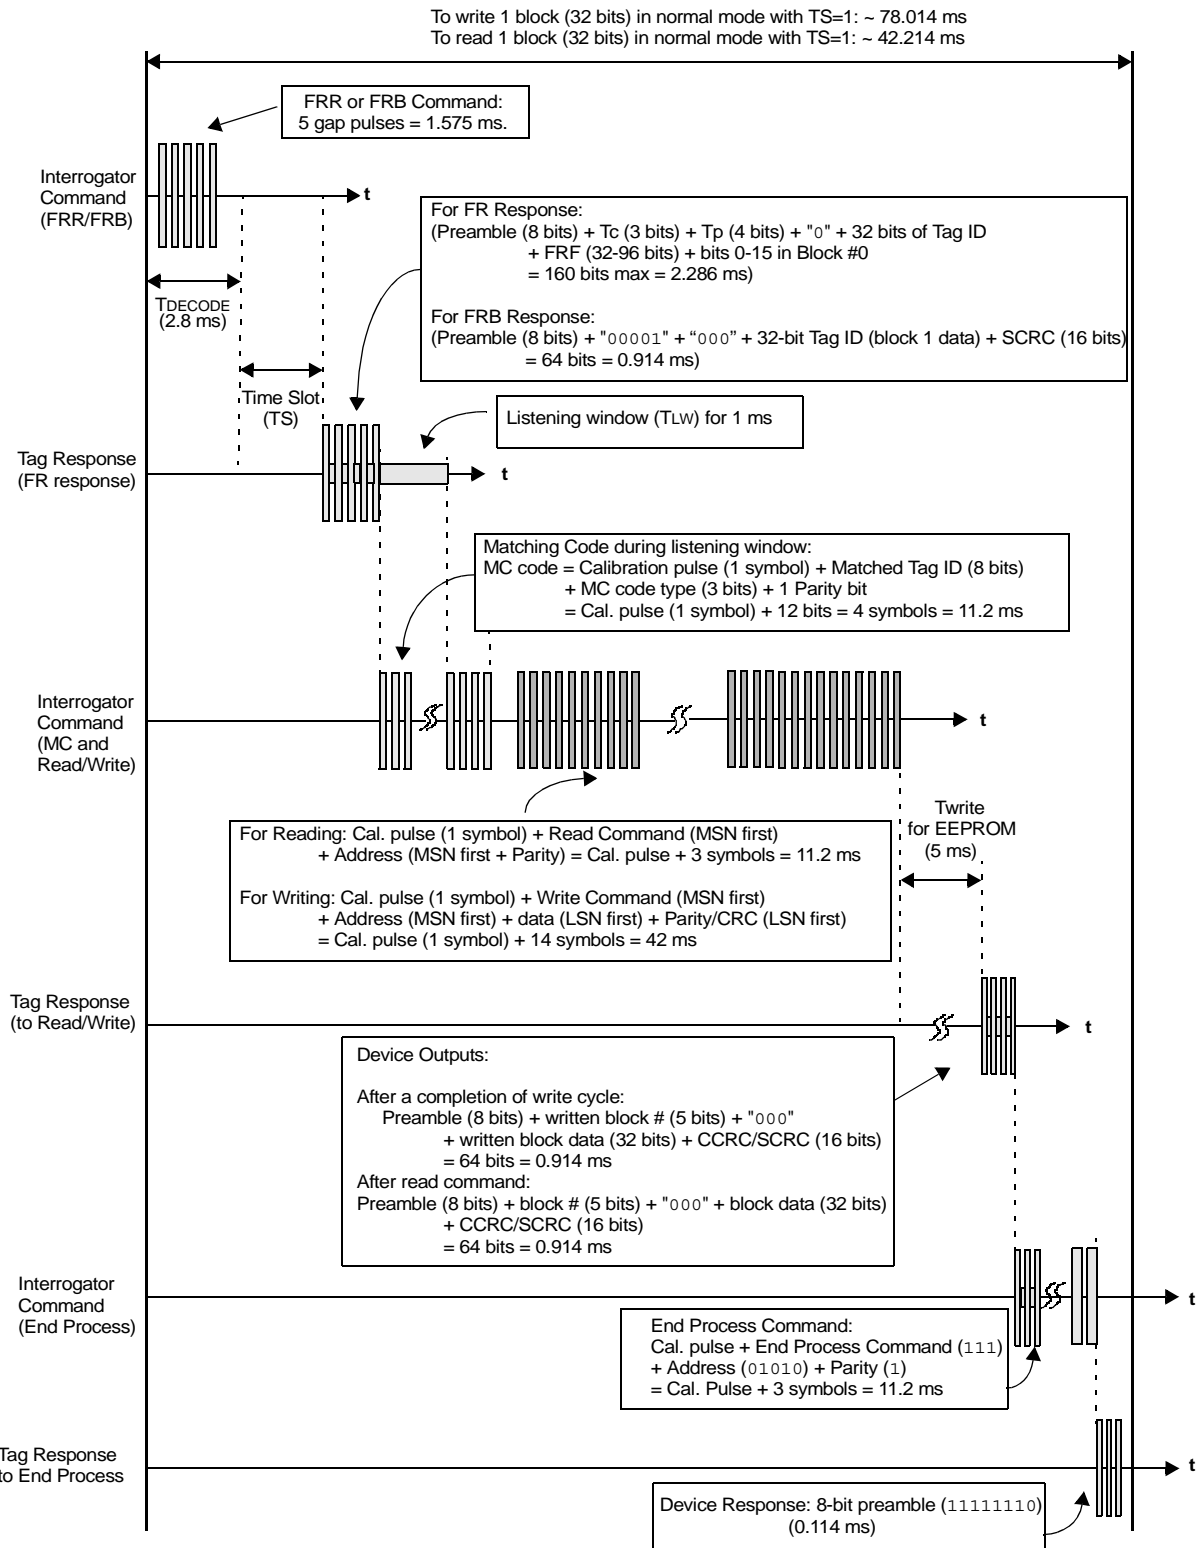 To write 1 block (32 bits) in normal mode with TS=1: ~ 78.014 ms
To read 1 block (32 bits) in normal mode with TS=1: ~ 42.214 ms
FRR or FRB Command:
5 gap pulses = 1.575 ms.
Interrogator
Command
(FRR/FRB)
t
For FR Response:
(Preamble (8 bits) + Tc (3 bits) + Tp (4 bits) + "0" + 32 bits of Tag ID
+ FRF (32-96 bits) + bits 0-15 in Block #0
= 160 bits max = 2.286 ms)
For FRB Response:
(Preamble (8 bits) + "00001" + “000” + 32-bit Tag ID (block 1 data) + SCRC (16 bits)
= 64 bits = 0.914 ms)
TDECODE
(2.8 ms)
Time Slot
(TS)
Listening window (TLW) for 1 ms
Tag Response
(FR response)
t
Matching Code during listening window:
MC code = Calibration pulse (1 symbol) + Matched Tag ID (8 bits)
+ MC code type (3 bits) + 1 Parity bit
= Cal. pulse (1 symbol) + 12 bits = 4 symbols = 11.2 ms
Interrogator
Command
(MC and
Read/Write)
t
For Reading: Cal. pulse (1 symbol) + Read Command (MSN first)
+ Address (MSN first + Parity) = Cal. pulse + 3 symbols = 11.2 ms
For Writing: Cal. pulse (1 symbol) + Write Command (MSN first)
+ Address (MSN first) + data (LSN first) + Parity/CRC (LSN first)
= Cal. pulse (1 symbol) + 14 symbols = 42 ms
Twrite
for EEPROM
(5 ms)
Tag Response
(to Read/Write)
t
Device Outputs:
After a completion of write cycle:
Preamble (8 bits) + written block # (5 bits) + "000"
+ written block data (32 bits) + CCRC/SCRC (16 bits)
= 64 bits = 0.914 ms
After read command:
Preamble (8 bits) + block # (5 bits) + "000" + block data (32 bits)
+ CCRC/SCRC (16 bits)
= 64 bits = 0.914 ms
Interrogator
Command
(End Process)
t
End Process Command:
Cal. pulse + End Process Command (111)
+ Address (01010) + Parity (1)
= Cal. Pulse + 3 symbols = 11.2 ms
Tag Response
to End Process
t
Device Response: 8-bit preamble (11111110)
(0.114 ms)